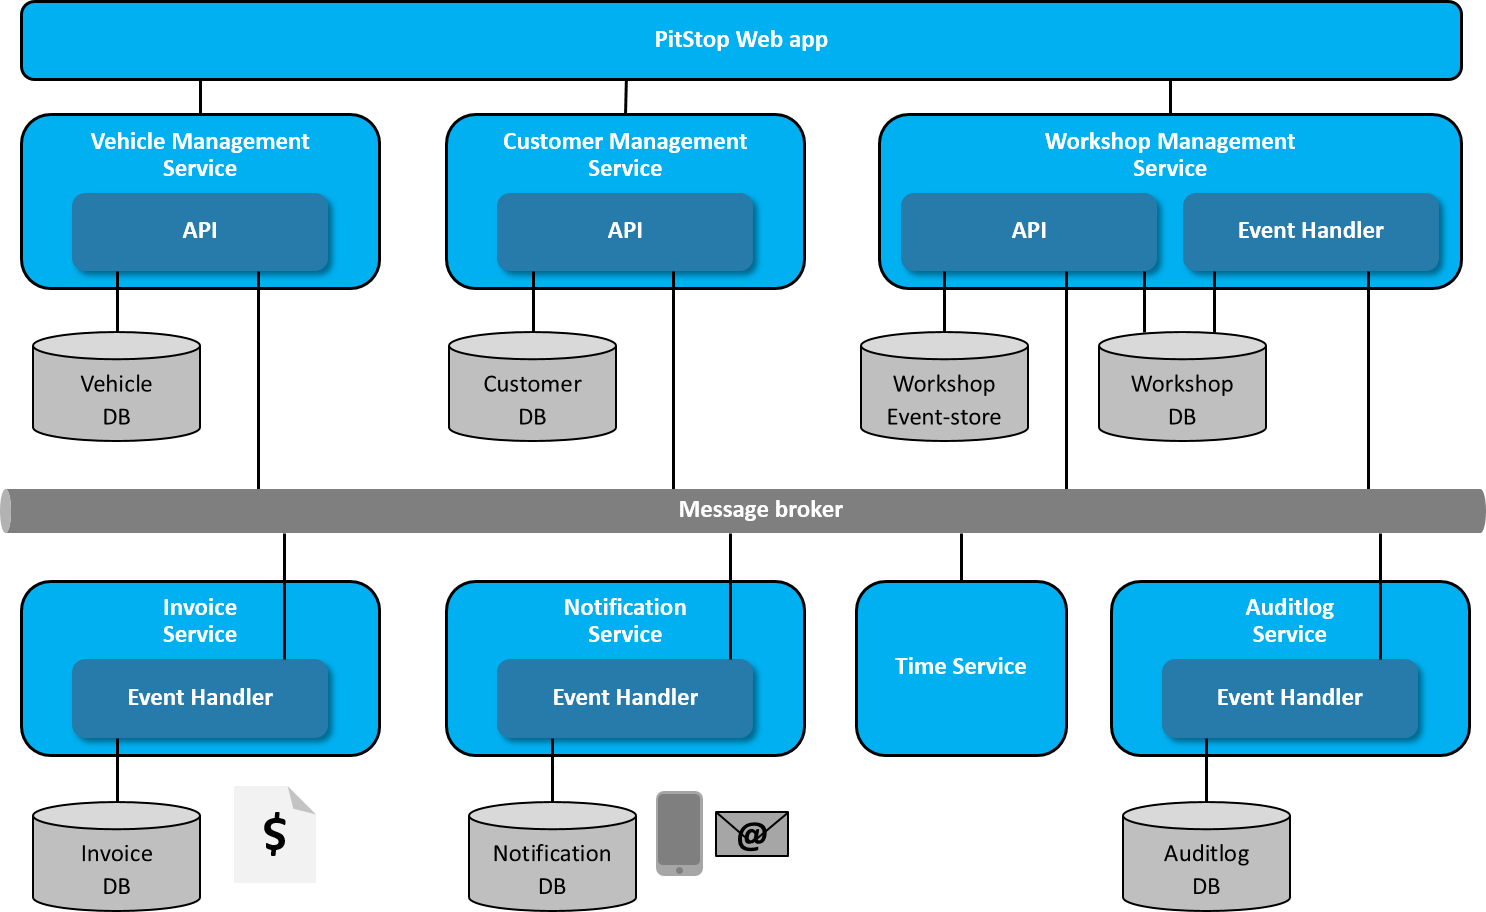 PitStop Web app
Vehicle Management
Service
API
Customer Management
Service
API
Workshop Management
Service
API
Event Handler
Vehicle
DB
Customer
DB
Workshop
Event-store
Workshop
DB
Message broker
Invoice
Service
Event Handler
Notification
Service
Event Handler
Time Service
Auditlog
Service
Event Handler
Invoice
DB
$
Notification
DB
@
Auditlog
DB